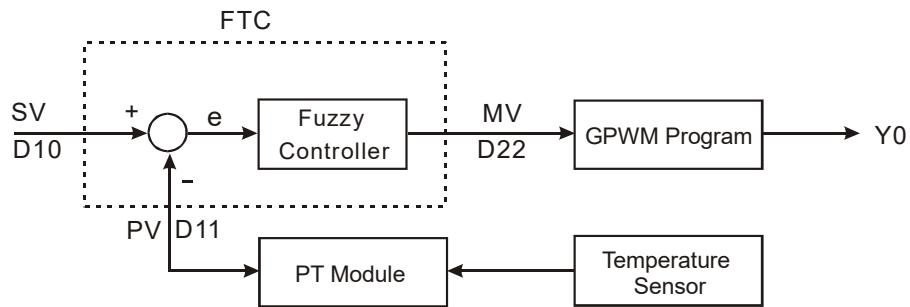 FTC
SV
D10
+
−
e
Fuzzy
Controller
MV
D22
GPWM Program
Y0
PV
D11
PT Module
Temperature
Sensor